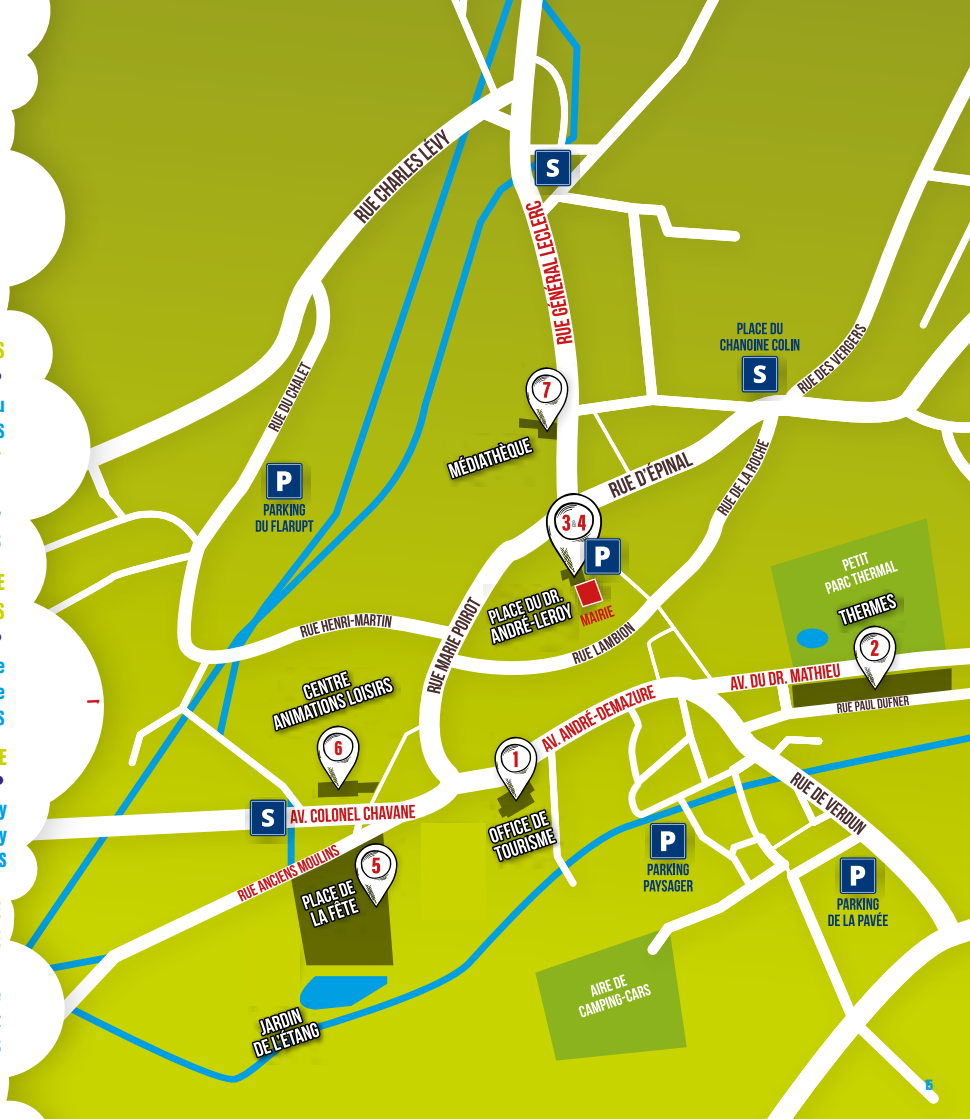 RUE CHARLES LÉVY
S
RUE GÉNÉRAL LECLERC
PLACE DU
CHANOINE COLIN
S
RUE DES VERGERS
RUE DU CHALET
7
MÉDIATHÈQUE
RUE D'ÉPINAL
RUE DE LA ROCHE
P
PARKING
DU FLARUPT
3&4
P
PLACE DU DR.
ANDRÉ-LEROY
MAIRIE
PETIT
PARC THERMAL
THERMES
2
RUE HENRI-MARTIN
RUE MARIE POIROT
RUE LAMBION
AV. DU DR. MATHIEU
RUE PAUL DUFNER
CENTRE
ANIMATIONS LOISIRS
6
AV. ANDRÉ-DEMAZURE
1
OFFICE DE
TOURISME
S
AV. COLONEL CHAVANE
RUE ANCIENS MOULINS
5
PLACE DE
LA FÊTE
RUE DE VERDUN
P
PARKING
PAYSAGER
P
PARKING
DE LA PAVÉE
AIRE DE
CAMPING-CARS
JARDIN
DE L'ÉTANG